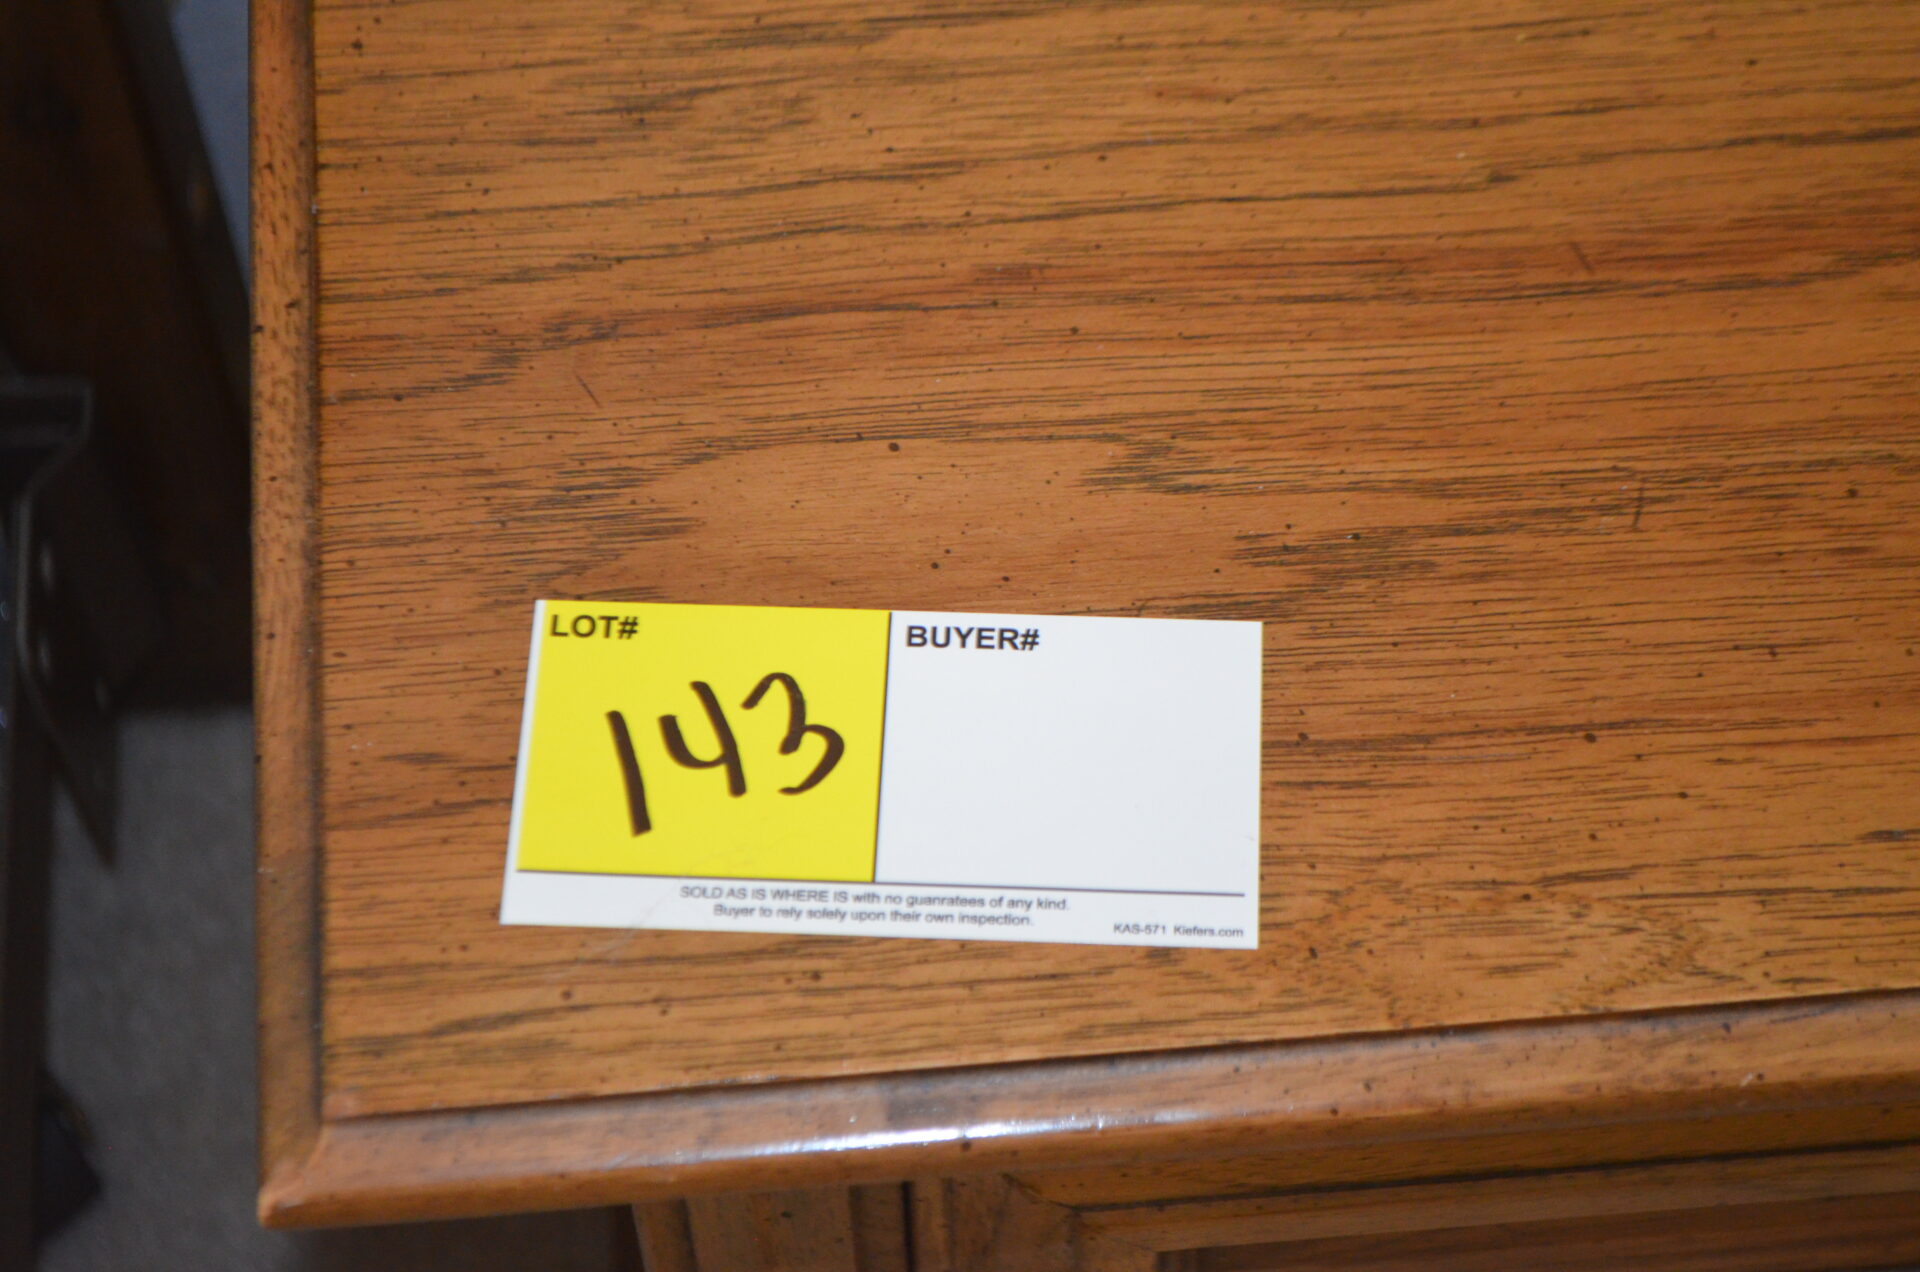 LOT# BUYER#
143
SOLD AS IS WHERE IS with no guanratees of any kind.
Buyer to rely solely upon their own inspection.
KAS-571 Kiefers.com